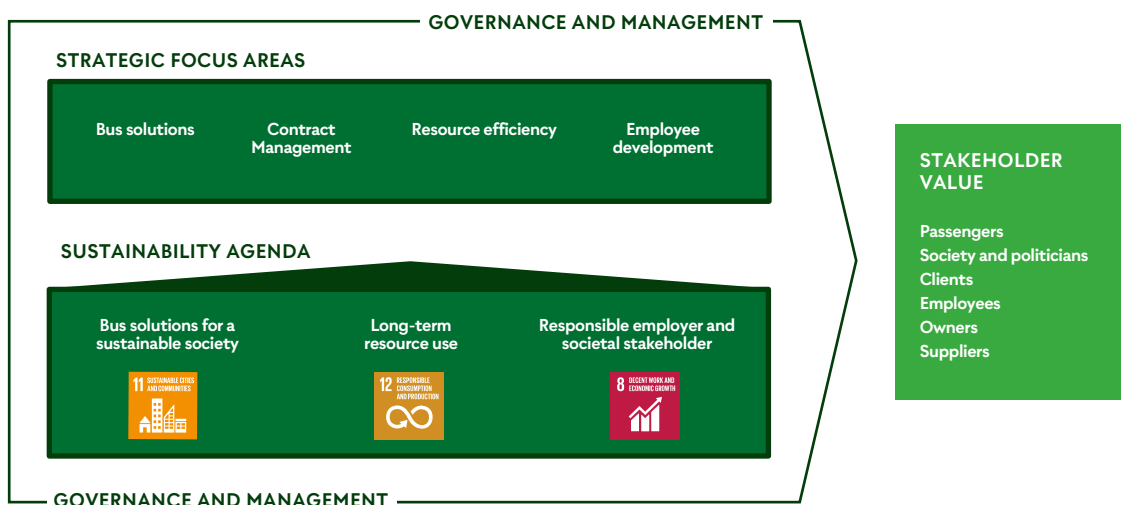 GOVERNANCE AND MANAGEMENT
STRATEGIC FOCUS AREAS
Bus solutions
Contract
Management
Resource efficiency
Employee
development
SUSTAINABILITY AGENDA
Bus solutions for a
sustainable society
Long-term
resource use
Responsible employer and
societal stakeholder
11 SUSTAINABLE CITIES
AND COMMUNITIES
12 RESPONSIBLE
CONSUMPTION
AND PRODUCTION
8 DECENT WORK AND
ECONOMIC GROWTH
GOVERNANCE AND MANAGEMENT
STAKEHOLDER
VALUE
Passengers
Society and politicians
Clients
Employees
Owners
Suppliers